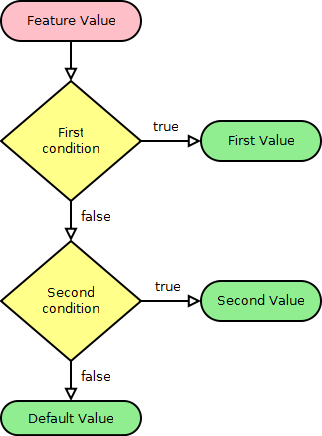 Feature Value
First
condition
true
First Value
false
Second
condition
true
Second Value
false
Default Value